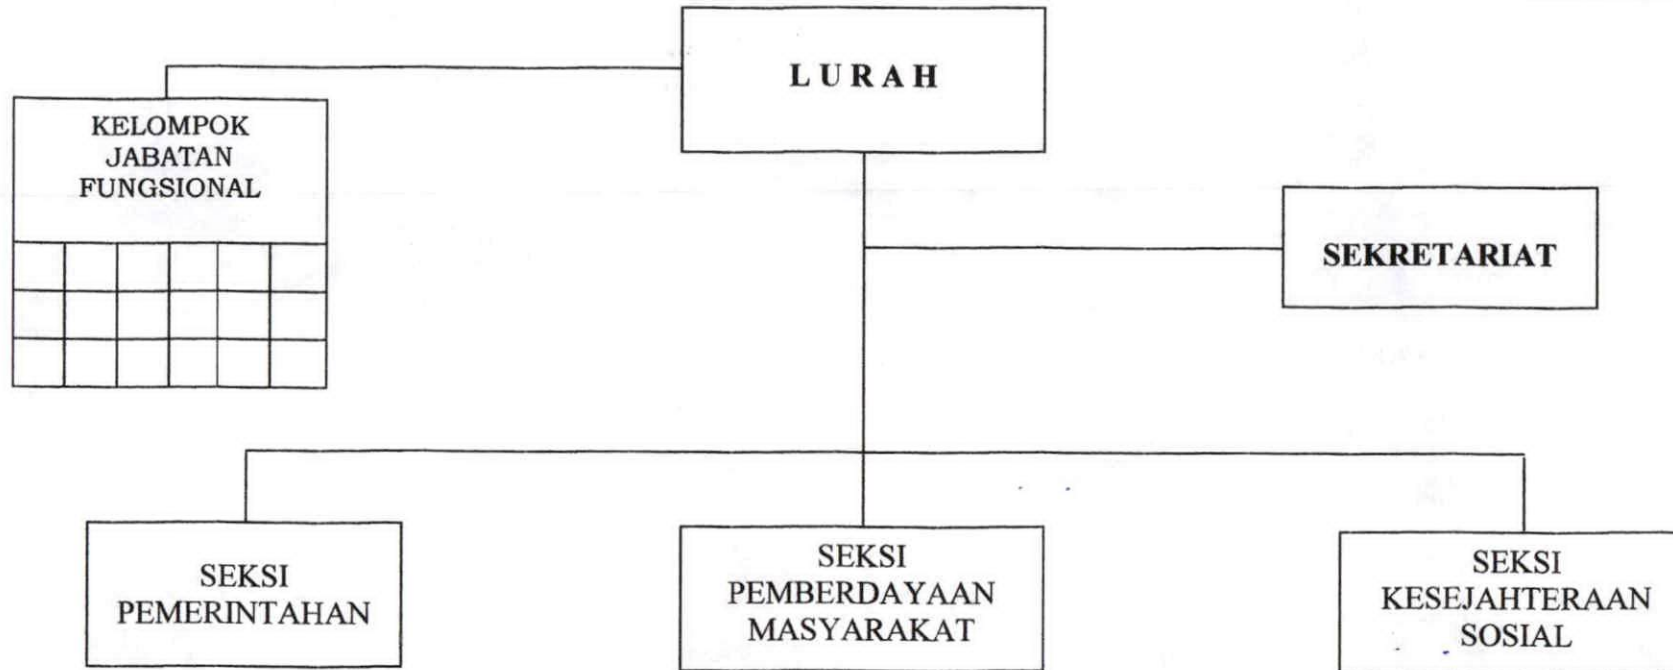 L U R A H
KELOMPOK
JABATAN
FUNGSIONAL
SEKRETARIAT
SEKSI
PEMERINTAHAN
SEKSI
PEMBERDAYAAN
MASYARAKAT
SEKSI
KESEJAHTERAAN
SOSIAL